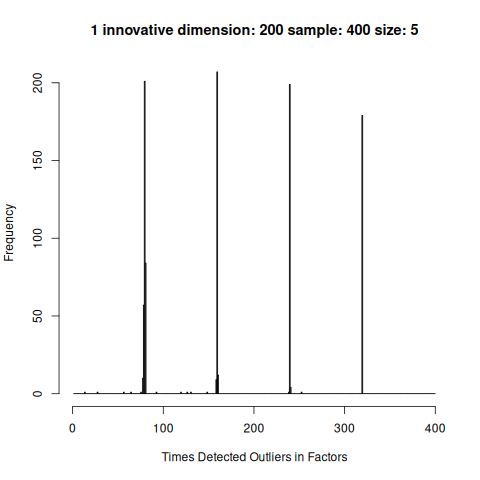 1 innovative dimension: 200 sample: 400 size: 5
Frequency
200
150
100
50
0
0 100 200 300 400
Times Detected Outliers in Factors